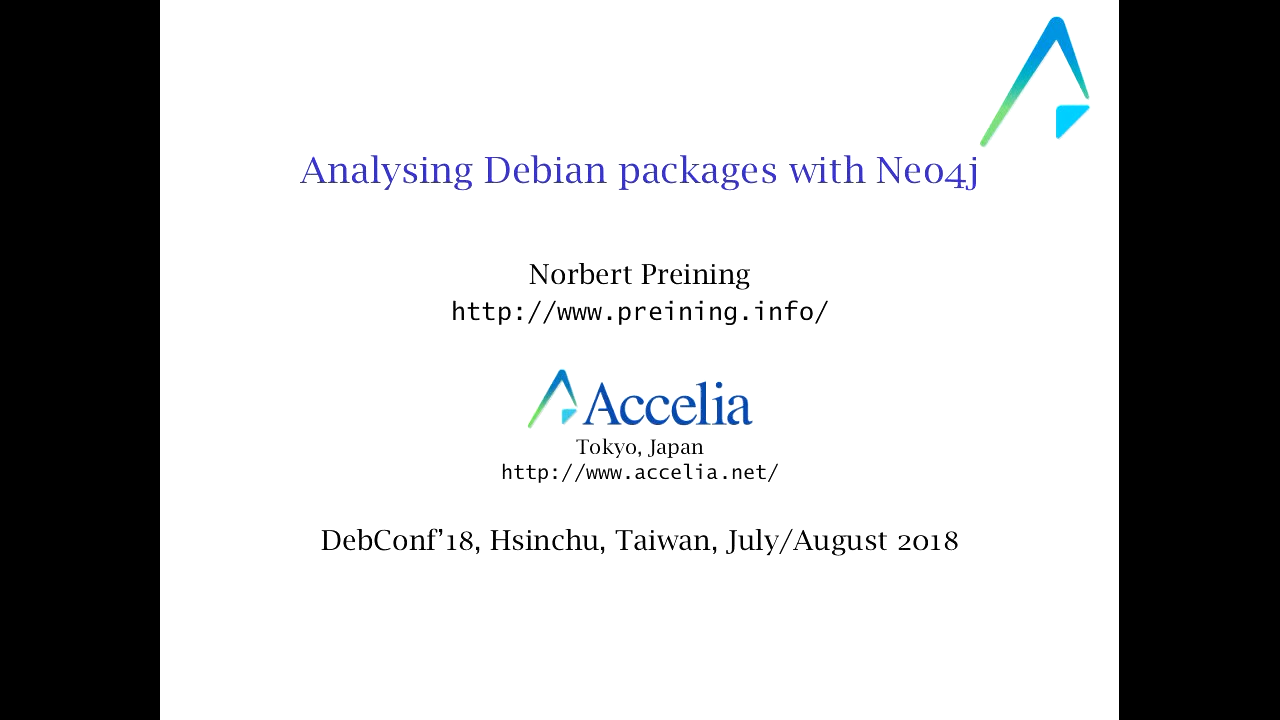 Analysing Debian packages with Neo4j
Norbert Preining
http://www.preining.info/
Accelia
Tokyo, Japan
http://www.accelia.net/
DebConf’18, Hsinchu, Taiwan, July/August 2018